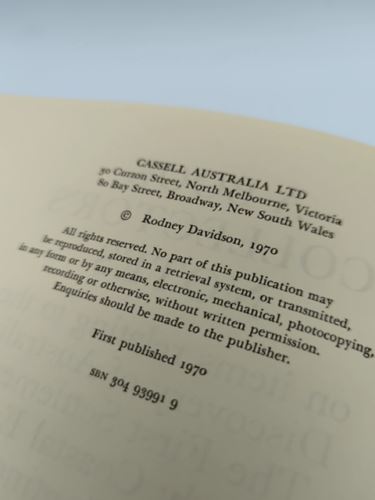 CASSELL AUSTRALIA LTD
30 Curzon Street, North Melbourne, Victoria
80 Bay Street, Broadway, New South Wales
© Rodney Davidson, 1970
All rights reserved. No part of this publication may
be reproduced, stored in a retrieval system, or transmitted,
in any form or by any means, electronic, mechanical, photocopying,
recording or otherwise, without written permission.
Enquiries should be made to the publisher.
First published 1970
SBN 304 93991 9